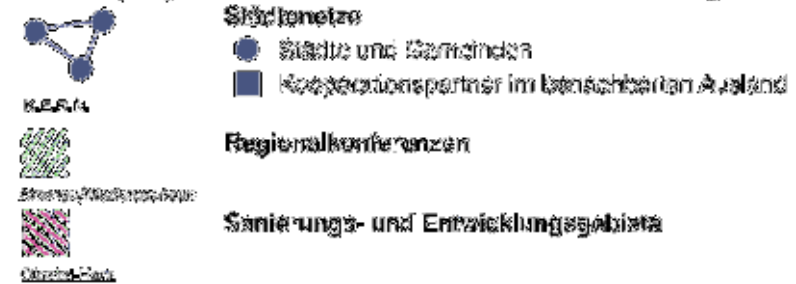 Städtenetze
Städte und Gemeinden
Kooperationspartner im benachbarten Ausland
Regionalkonferenzen
Sanierungs- und Entwicklungsgebiete